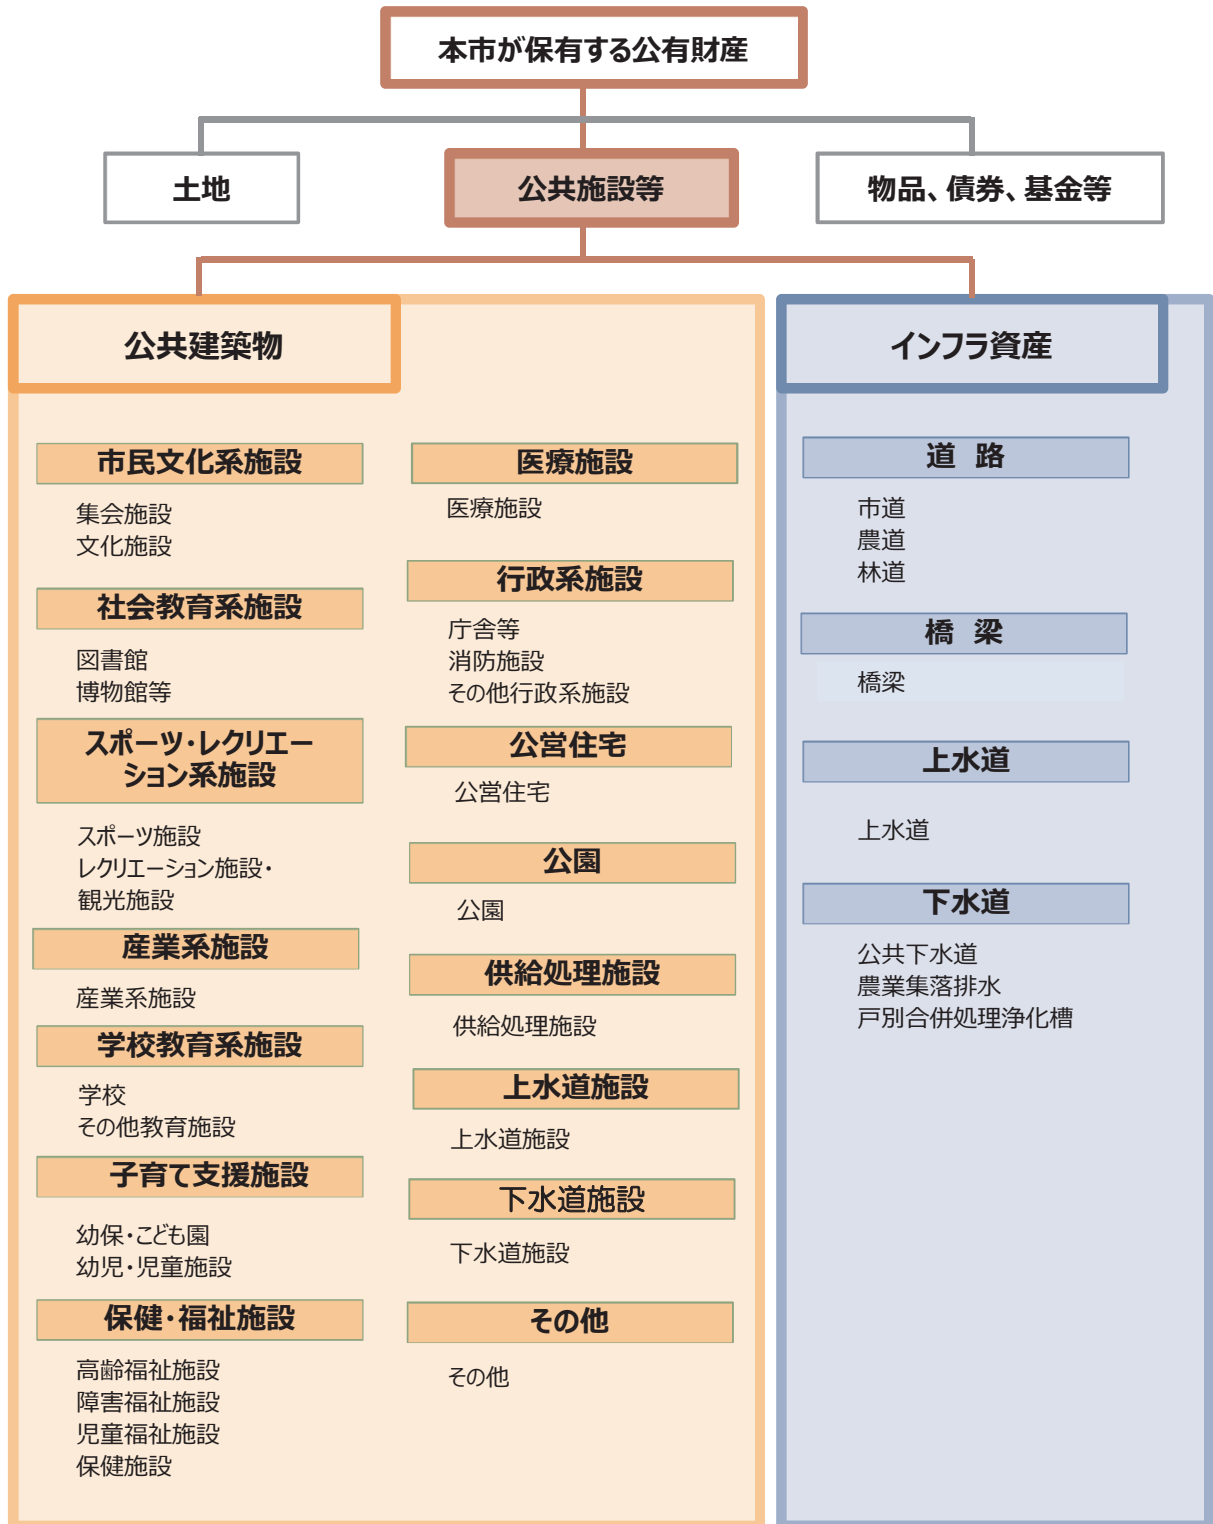 本市が保有する公有財産
土地
公共施設等
物品、債券、基金等
公共建築物
市民文化系施設
集会施設
文化施設
社会教育系施設
図書館
博物館等
スポーツ・レクリエー
ション系施設
スポーツ施設
レクリエーション施設・
観光施設
産業系施設
産業系施設
学校教育系施設
学校
その他教育施設
子育て支援施設
幼保・こども園
幼児・児童施設
保健・福祉施設
高齢福祉施設
障害福祉施設
児童福祉施設
保健施設
医療施設
医療施設
行政系施設
庁舎等
消防施設
その他行政系施設
公営住宅
公営住宅
公園
公園
供給処理施設
供給処理施設
上水道施設
上水道施設
下水道施設
下水道施設
その他
その他
インフラ資産
道 路
市道
農道
林道
橋 梁
橋梁
上水道
上水道
下水道
公共下水道
農業集落排水
戸別合併処理浄化槽